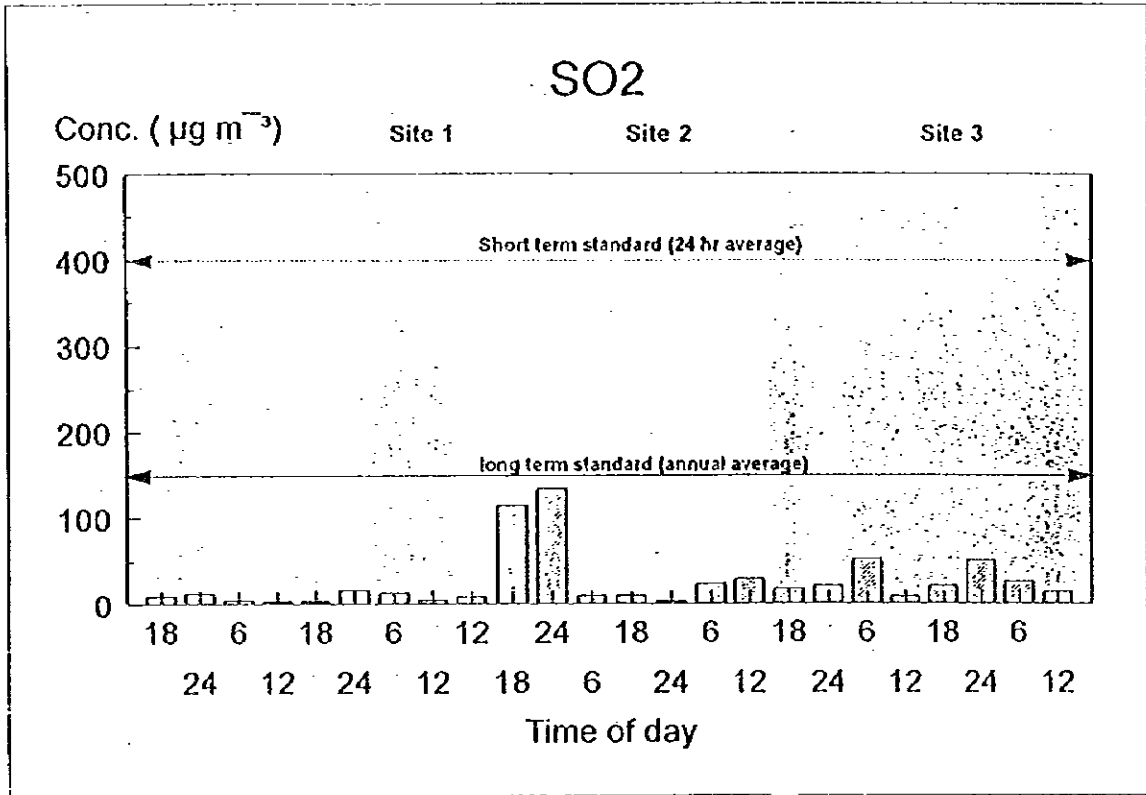 SO2
Conc. ( µg m⁻³)
Site 1 Site 2 Site 3
500
Short term standard (24 hr average)
400
300
200
long term standard (annual average)
100
0
18 6 18 6 12 24 18 6 18 6 18 6
24 12 24 12 18 6 24 12 24 12 24 12
Time of day